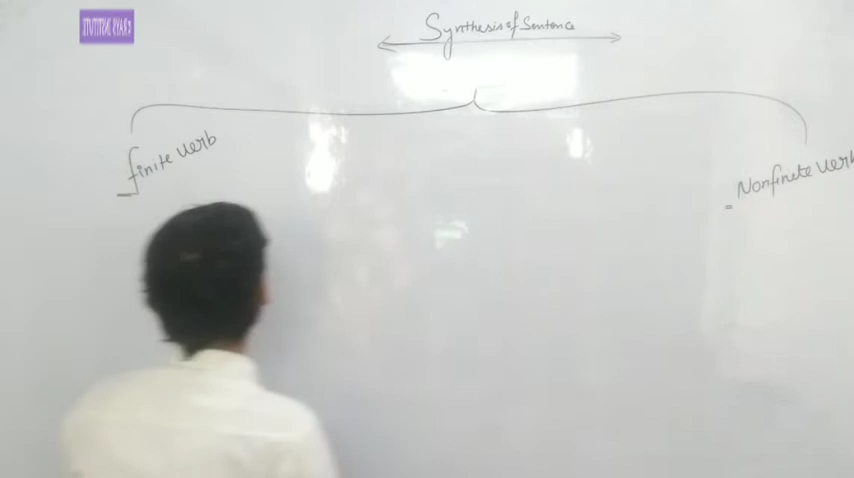 Synthesis of Sentence
finite verb
Nonfinite verb